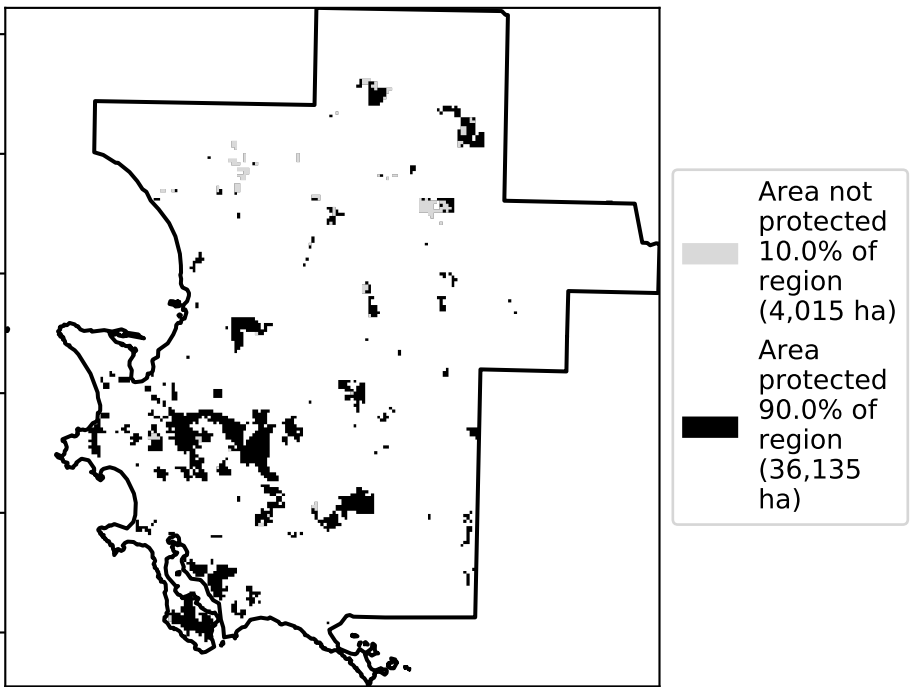 Area not
protected
10.0% of
region
(4,015 ha)
Area
protected
90.0% of
region
(36,135
ha)